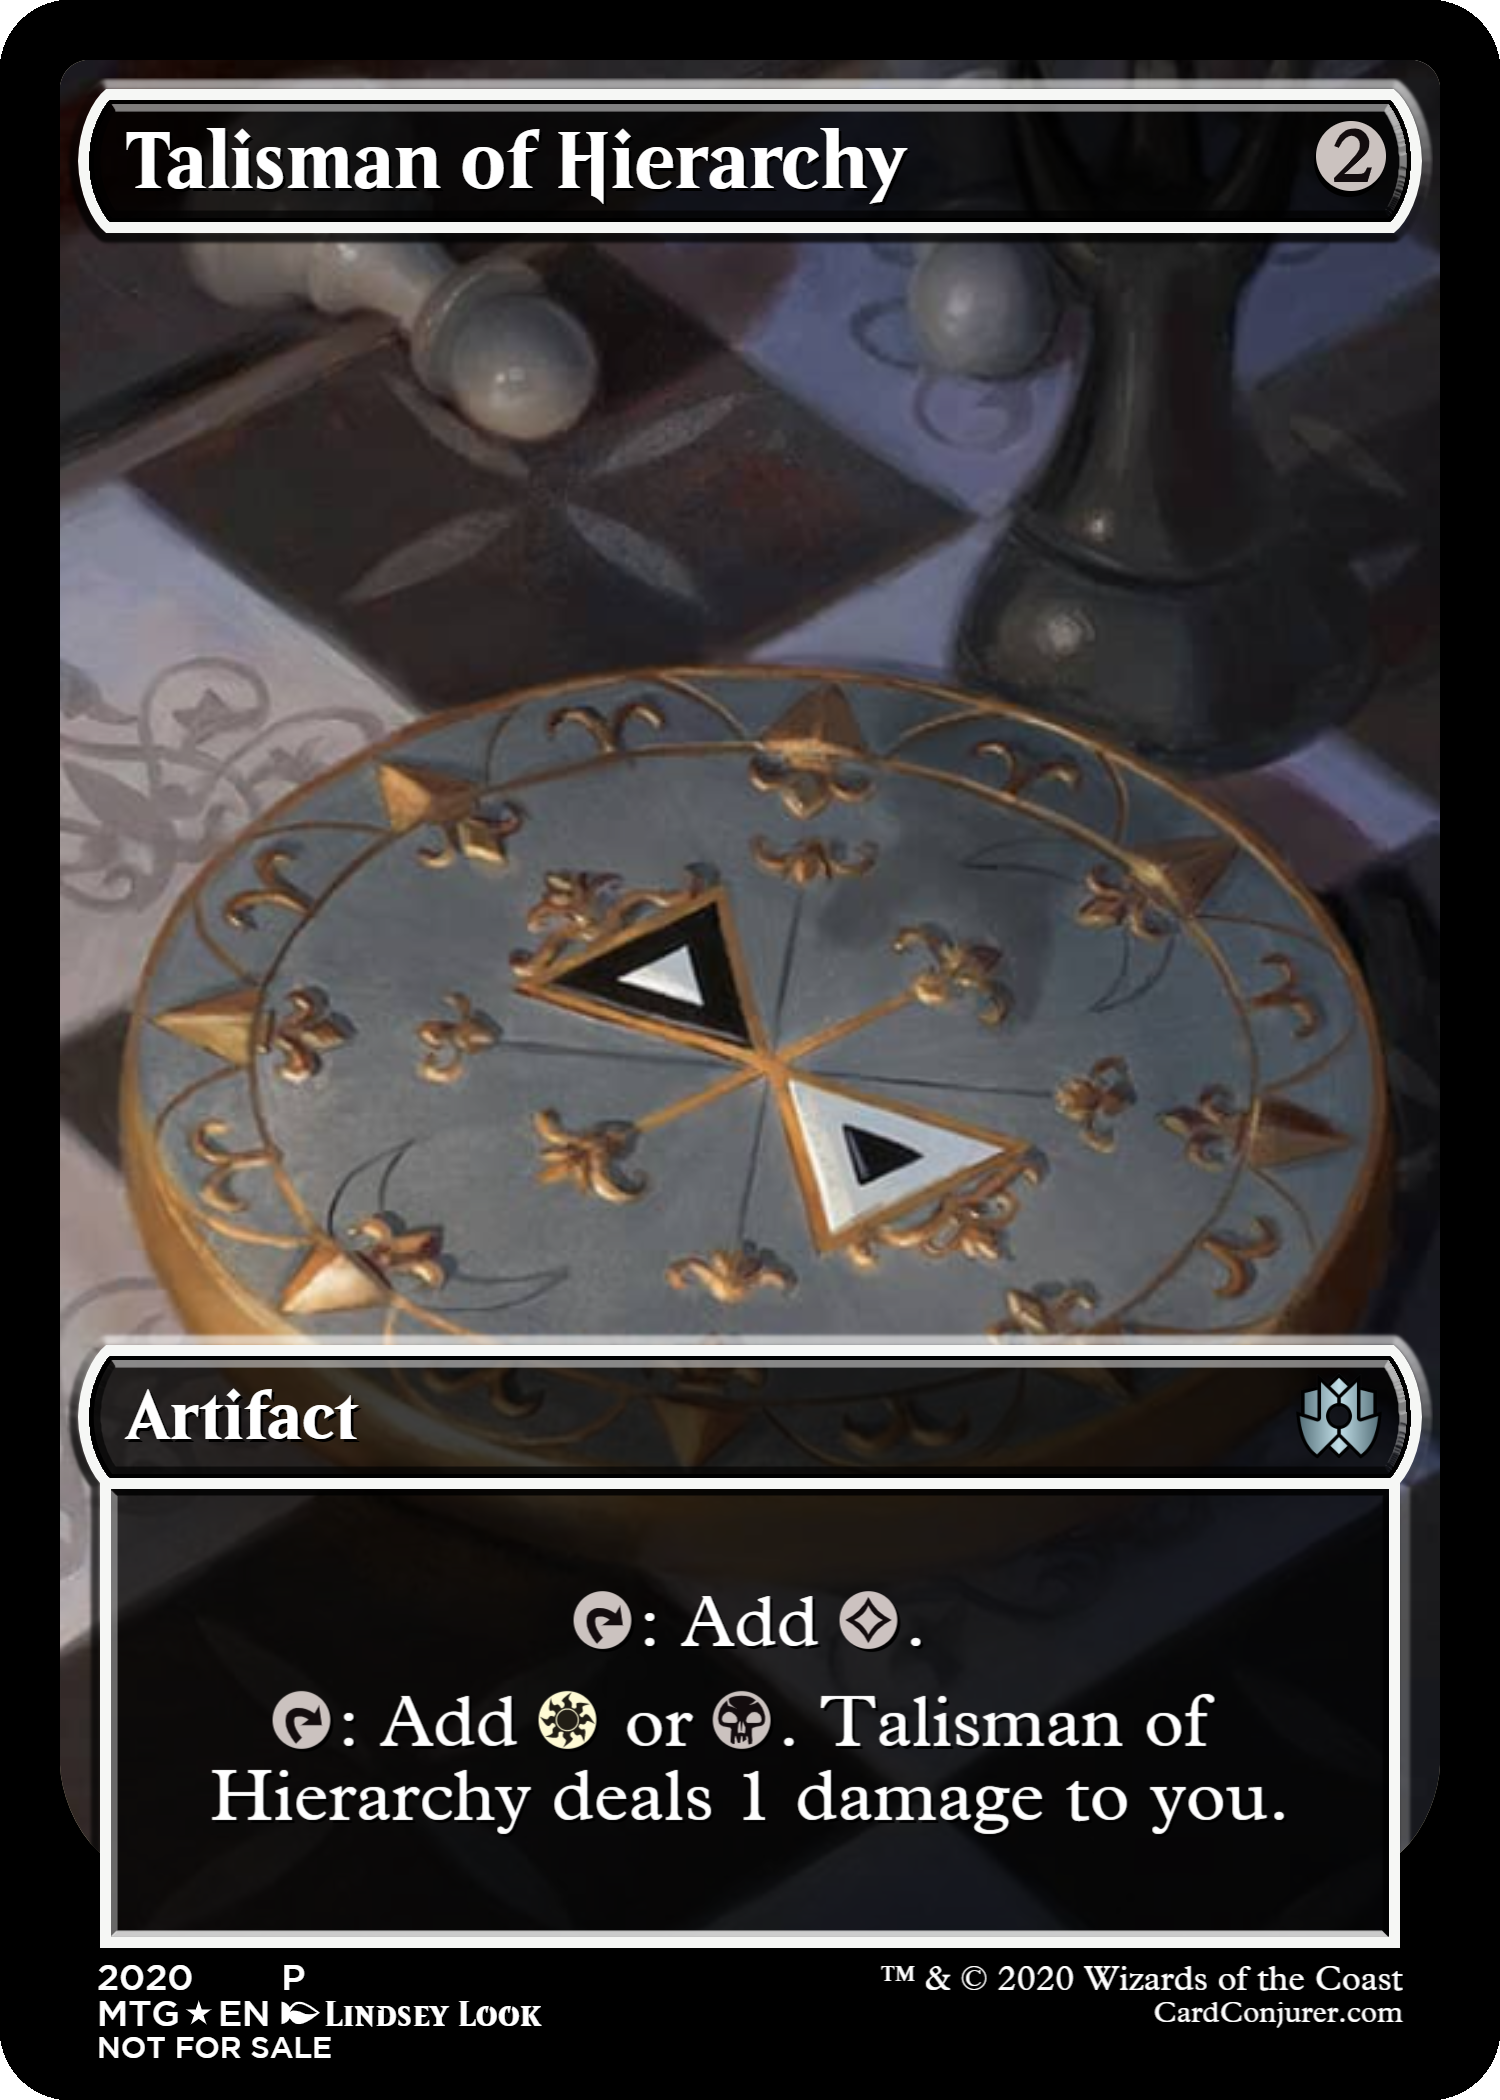 Talisman of Hierarchy 2
Artifact
: Add .
: Add or . Talisman of
Hierarchy deals 1 damage to you.
2020 P
MTG★EN LINDSEY LOOK
NOT FOR SALE
™ & © 2020 Wizards of the Coast
CardConjurer.com